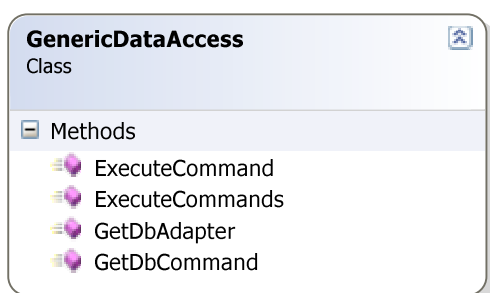 GenericDataAccess
Class
Methods
ExecuteCommand
ExecuteCommands
GetDbAdapter
GetDbCommand